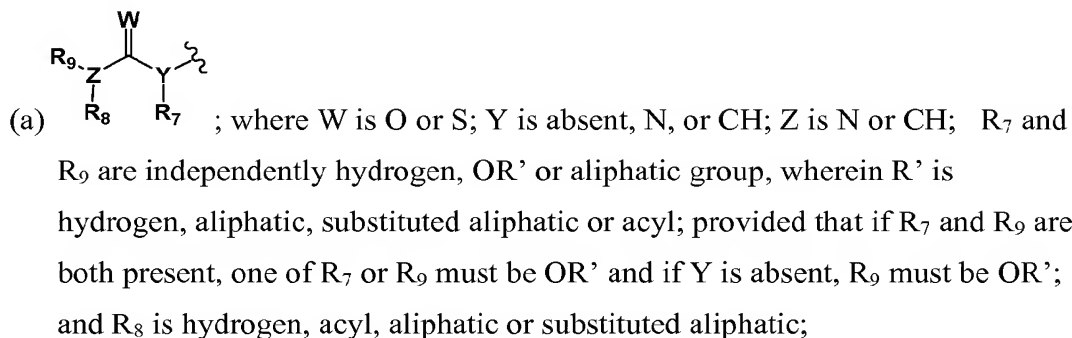 W
R₉
Z
Y
R₈
R₇
(a) ; where W is O or S; Y is absent, N, or CH; Z is N or CH; R₇ and
R₉ are independently hydrogen, OR’ or aliphatic group, wherein R’ is
hydrogen, aliphatic, substituted aliphatic or acyl; provided that if R₇ and R₉ are
both present, one of R₇ or R₉ must be OR’ and if Y is absent, R₉ must be OR’;
and R₈ is hydrogen, acyl, aliphatic or substituted aliphatic;